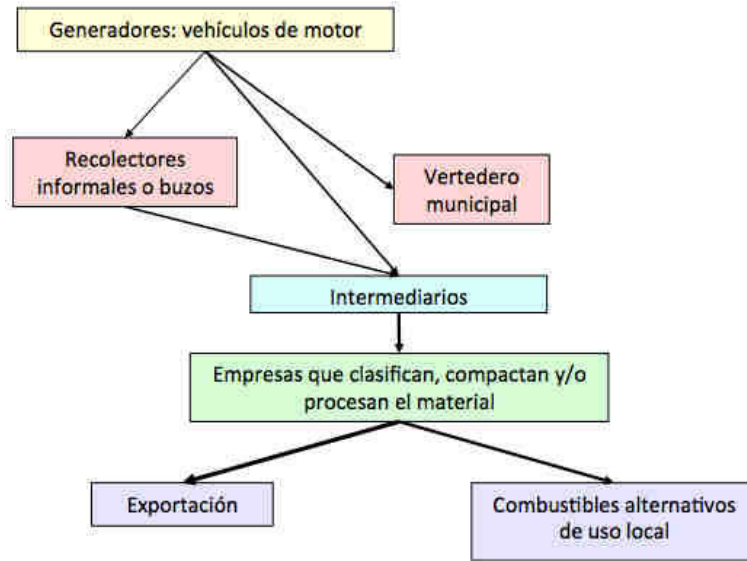 Generadores: vehículos de motor
Recolectores
informales o buzos
Vertedero
municipal
Intermediarios
Empresas que clasifican, compactan y/o
procesan el material
Exportación
Combustibles alternativos
de uso local